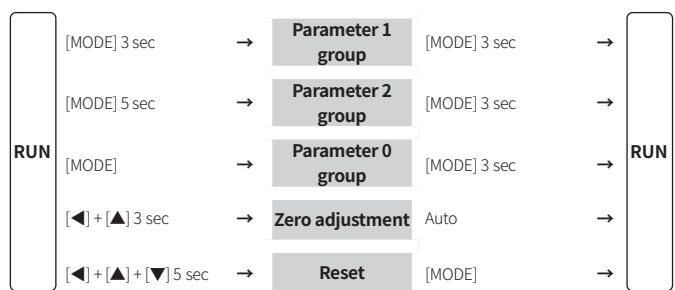 [MODE] 3 sec → Parameter 1 group [MODE] 3 sec →
[MODE] 5 sec → Parameter 2 group [MODE] 3 sec →
RUN [MODE] → Parameter 0 group [MODE] 3 sec → RUN
[◀] + [▲] 3 sec → Zero adjustment Auto →
[◀] + [▲] + [▼] 5 sec → Reset [MODE] →